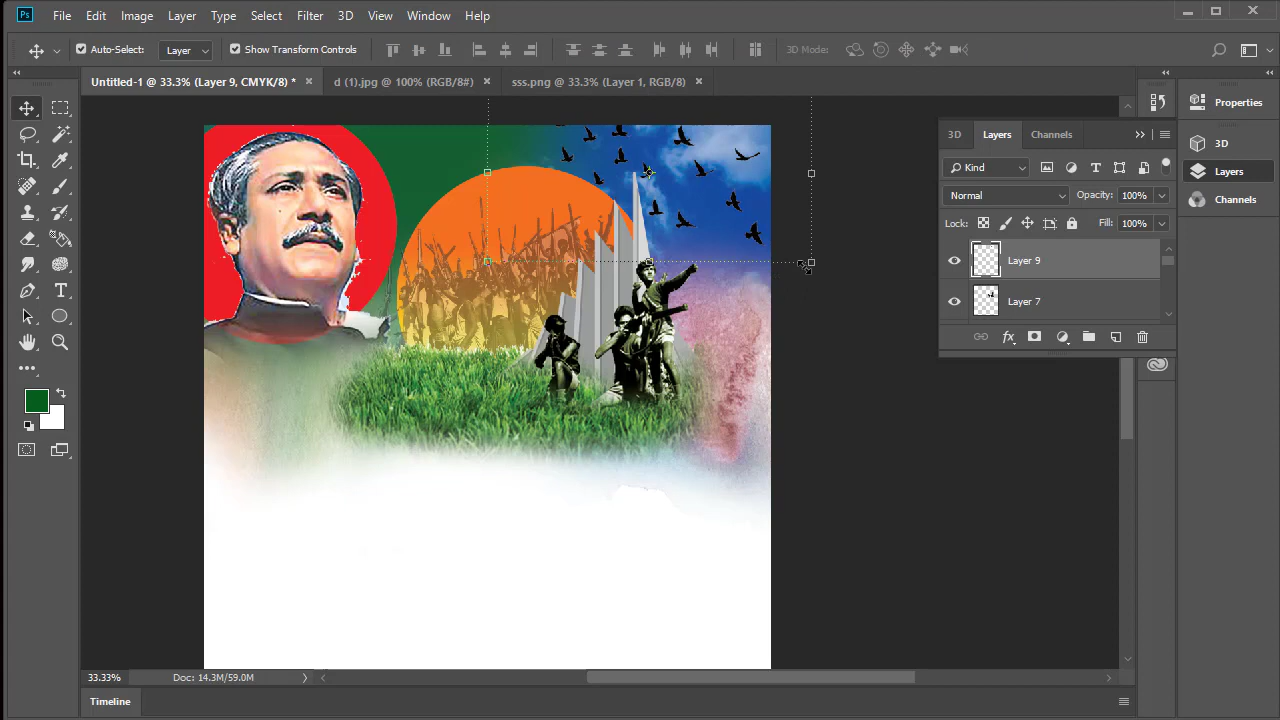 Ps File Edit Image Layer Type Select Filter 3D View Window Help
Auto-Select: Layer Show Transform Controls 3D Mode:
Untitled-1 @ 33.3% (Layer 9, CMYK/8) * d (1).jpg @ 100% (RGB/8#) sss.png @ 33.3% (Layer 1, RGB/8)
3D Layers Channels
Kind
Normal Opacity: 100%
Lock: Fill: 100%
Layer 9
Layer 7
Properties
3D
Layers
Channels
33.33% Doc: 14.3M/59.0M
Timeline